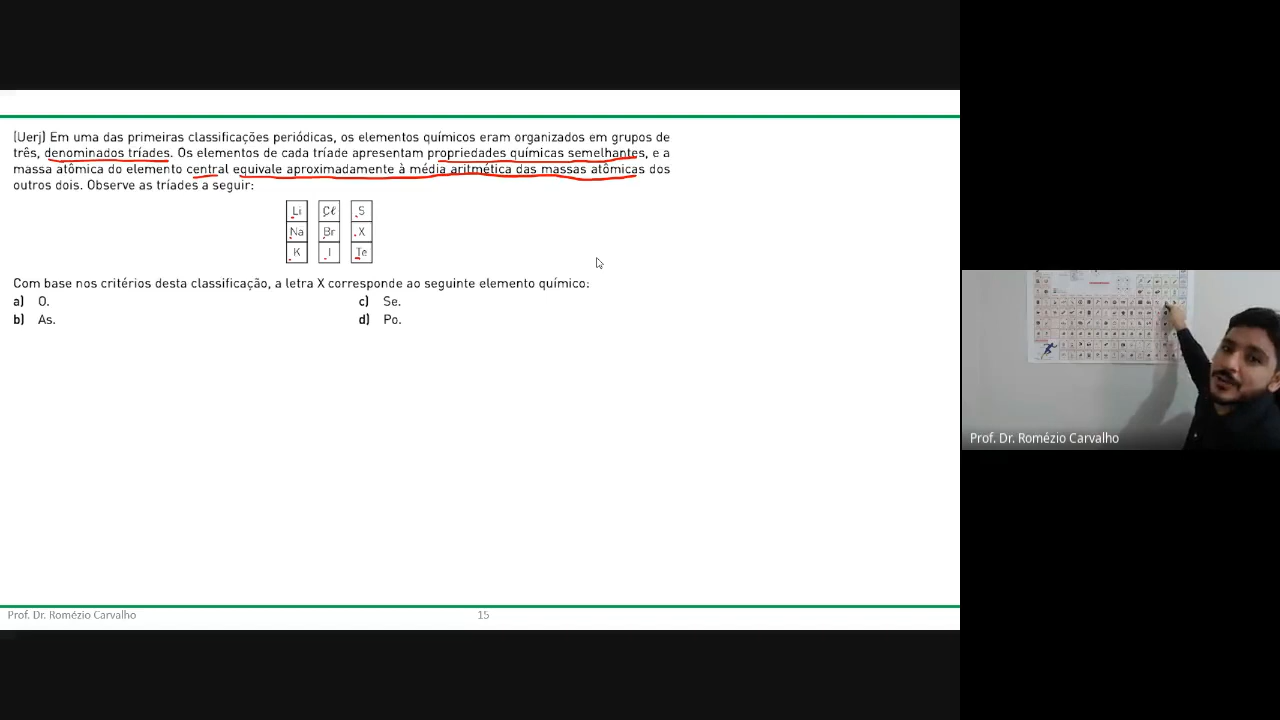 (Uerj) Em uma das primeiras classificações periódicas, os elementos químicos eram organizados em grupos de
três, denominados tríades. Os elementos de cada tríade apresentam propriedades químicas semelhantes, e a
massa atômica do elemento central equivale aproximadamente à média aritmética das massas atômicas dos
outros dois. Observe as tríades a seguir:
Li Cℓ S
Na Br X
K I Te
Com base nos critérios desta classificação, a letra X corresponde ao seguinte elemento químico:
a) O. c) Se.
b) As. d) Po.
Prof. Dr. Romézio Carvalho
Prof. Dr. Romézio Carvalho 15